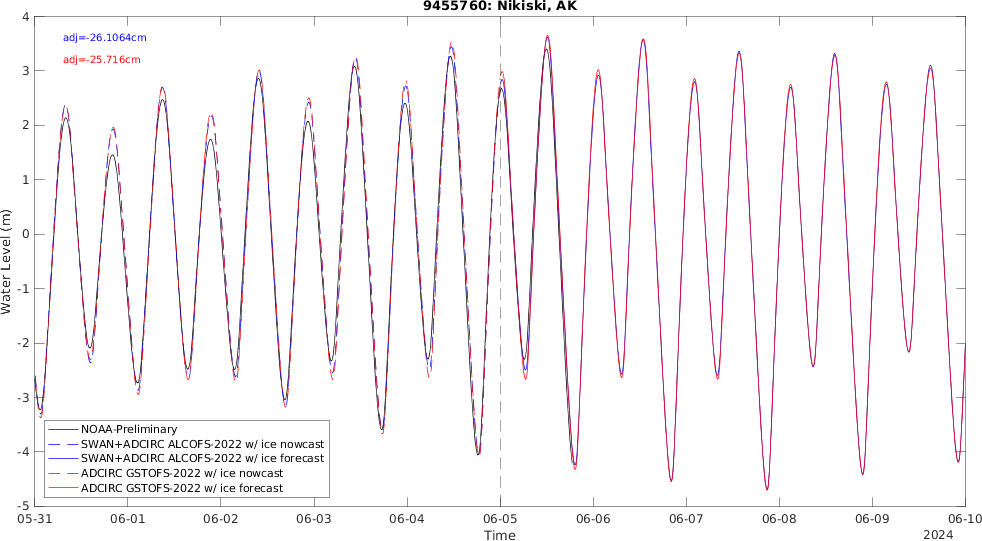 9455760: Nikiski, AK
adj=-26.1064cm
adj=-25.716cm
4
3
2
1
0
-1
-2
-3
-4
-5
Water Level (m)
NOAA-Preliminary
SWAN+ADCIRC ALCOFS-2022 w/ ice nowcast
SWAN+ADCIRC ALCOFS-2022 w/ ice forecast
ADCIRC GSTOFS-2022 w/ ice nowcast
ADCIRC GSTOFS-2022 w/ ice forecast
05-31 06-01 06-02 06-03 06-04 06-05 06-06 06-07 06-08 06-09 06-10
Time
2024